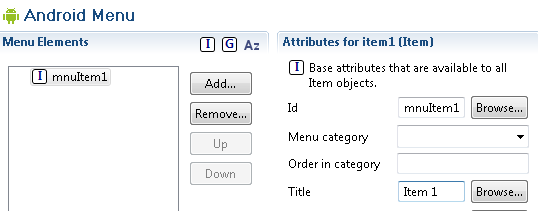 Android Menu
Menu Elements
I G Az
I mnuItem1
Add...
Remove...
Up
Down
Attributes for item1 (Item)
I Base attributes that are available to all
Item objects.
Id mnuItem1 Browse...
Menu category
Order in category
Title Item 1 Browse...